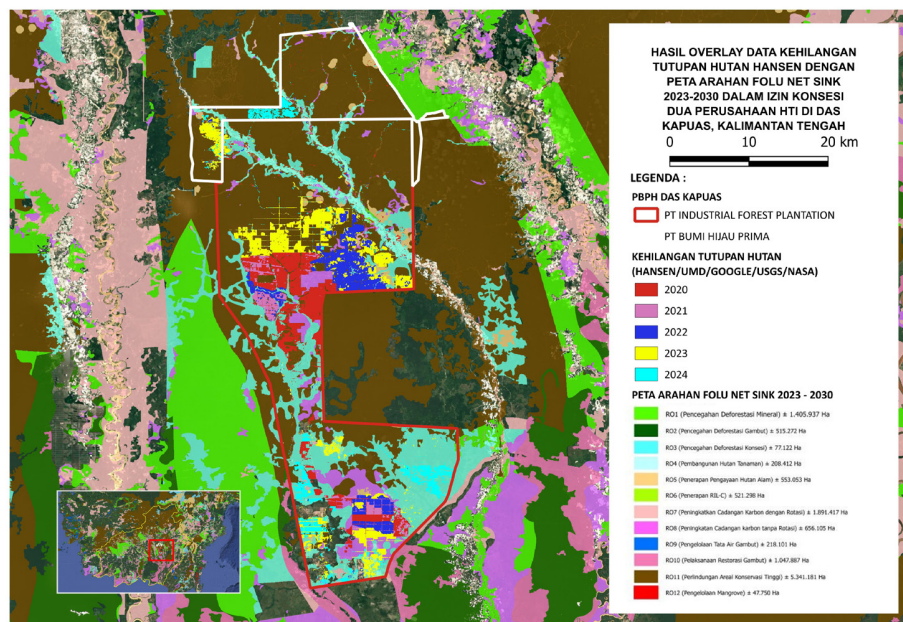 HASIL OVERLAY DATA KEHILANGAN
TUTUPAN HUTAN HANSEN DENGAN
PETA ARAHAN FOLU NET SINK
2023-2030 DALAM IZIN KONSESI
DUA PERUSAHAAN HTI DI DAS
KAPUAS, KALIMANTAN TENGAH
0 10 20 km
LEGENDA :
PBPH DAS KAPUAS
PT INDUSTRIAL FOREST PLANTATION
PT BUMI HIJAU PRIMA
KEHILANGAN TUTUPAN HUTAN
(HANSEN/UMD/GOOGLE/USGS/NASA)
2020
2021
2022
2023
2024
PETA ARAHAN FOLU NET SINK 2023 - 2030
RO1 (Pencegahan Deforestasi Mineral) ± 1.405.937 Ha
RO2 (Pencegahan Deforestasi Gambut) ± 515.272 Ha
RO3 (Pencegahan Deforestasi Konsesi) ± 77.122 Ha
RO4 (Pembangunan Hutan Tanaman) ± 208.412 Ha
RO5 (Penerapan Pengayaan Hutan Alam) ± 553.053 Ha
RO6 (Penerapan RIL-C) ± 521.298 Ha
RO7 (Peningiatkan Cadangan Karbon dengan Rotasi) ± 1.891.417 Ha
RO8 (Peningkatan Cadangan karbon tanpa Rotasi) ± 656.105 Ha
RO9 (Pengelolaan Tata Air Gambut) ± 218.101 Ha
RO10 (Pelaksanaan Restorasi Gambut) ± 1.047.887 Ha
RO11 (Perlindungan Areal Konservasi Tinggi) ± 5.341.181 Ha
RO12 (Pengelolaan Mangrove) ± 47.750 Ha